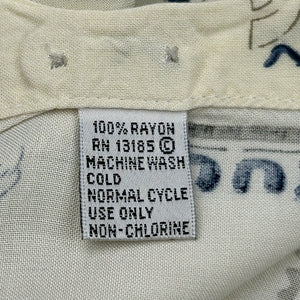 100% RAYON
RN 13185 ©
MACHINE WASH
COLD
NORMAL CYCLE
USE ONLY
NON-CHLORINE